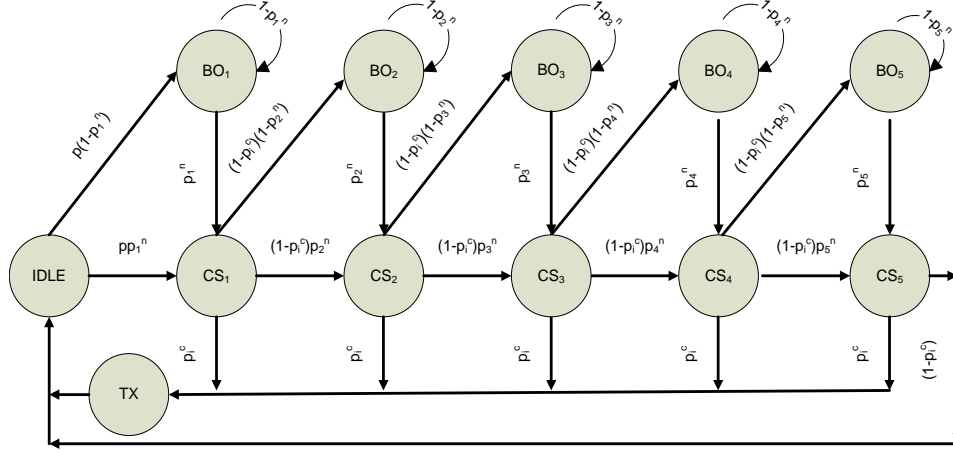 1-p₁ⁿ
1-p₂ⁿ
1-p₃ⁿ
1-p₄ⁿ
1-p₅ⁿ
BO₁
BO₂
BO₃
BO₄
BO₅
p(1-p₁ⁿ)
p₁ⁿ
(1-pᵢᶜ)(1-p₂ⁿ)
p₂ⁿ
(1-pᵢᶜ)(1-p₃ⁿ)
p₃ⁿ
(1-pᵢᶜ)(1-p₄ⁿ)
p₄ⁿ
(1-pᵢᶜ)(1-p₅ⁿ)
p₅ⁿ
IDLE
pp₁ⁿ
CS₁
(1-pᵢᶜ)p₂ⁿ
CS₂
(1-pᵢᶜ)p₃ⁿ
CS₃
(1-pᵢᶜ)p₄ⁿ
CS₄
(1-pᵢᶜ)p₅ⁿ
CS₅
pᵢᶜ
pᵢᶜ
pᵢᶜ
pᵢᶜ
pᵢᶜ
(1-pᵢᶜ)
TX